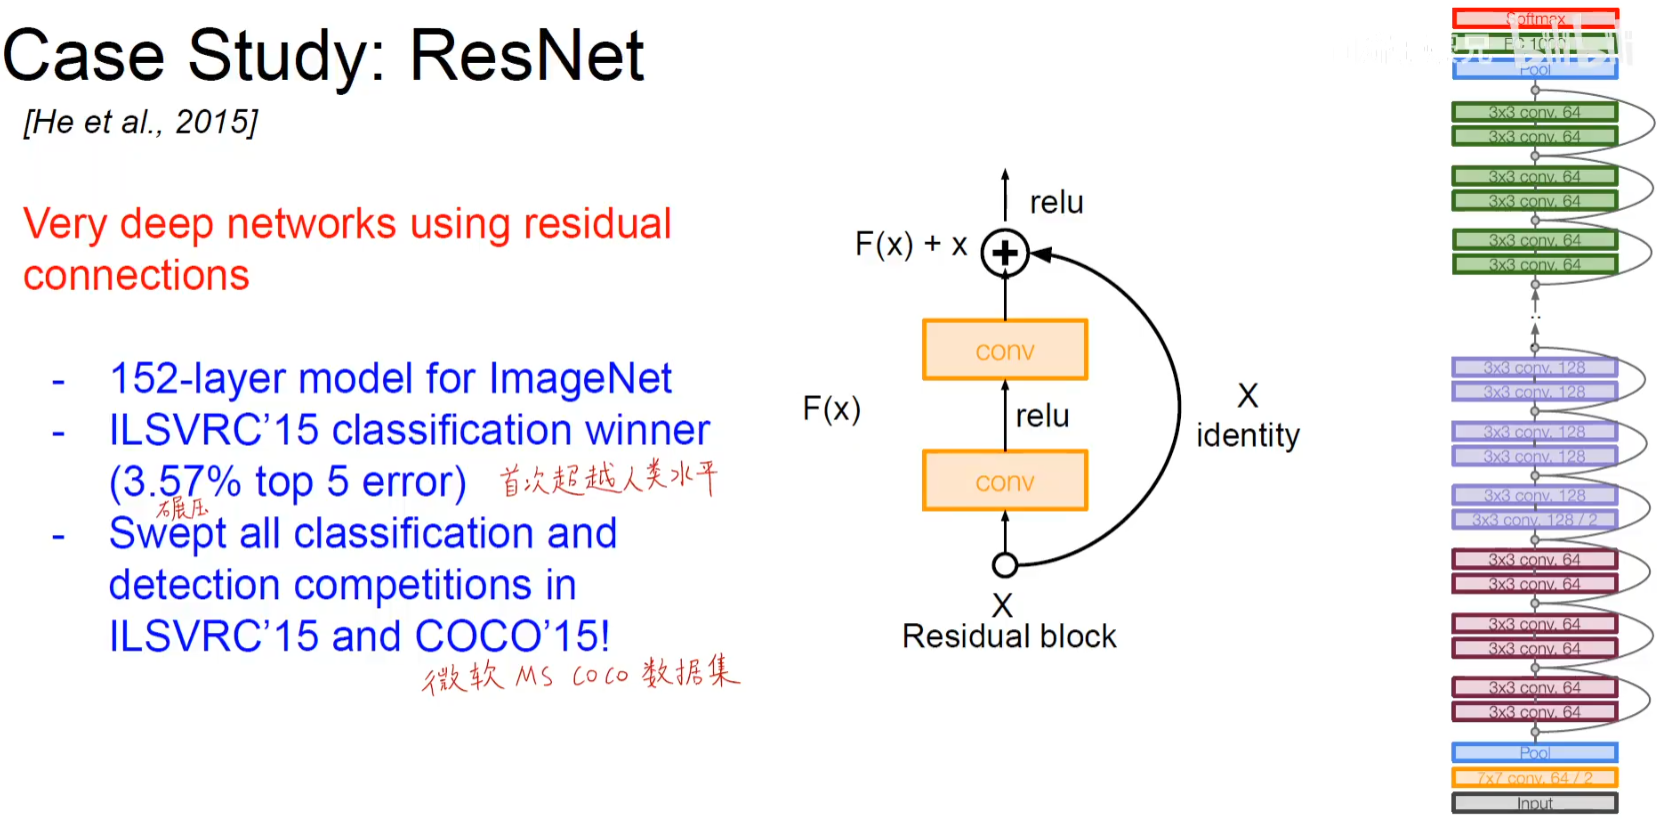 Case Study: ResNet
[He et al., 2015]
Very deep networks using residual
connections
- 152-layer model for ImageNet
- ILSVRC’15 classification winner
(3.57% top 5 error) 首次超越人类水平
碾压
- Swept all classification and
detection competitions in
ILSVRC’15 and COCO’15!
微软 MS COCO 数据集
relu
F(x) + x
conv
F(x)
relu
X
identity
conv
X
Residual block
Softmax
FC 1000
Pool
3x3 conv, 64
3x3 conv, 64
3x3 conv, 64
3x3 conv, 64
3x3 conv, 64
3x3 conv, 64
..
3x3 conv, 128
3x3 conv, 128
3x3 conv, 128
3x3 conv, 128
3x3 conv, 128
3x3 conv, 128 / 2
3x3 conv, 64
3x3 conv, 64
3x3 conv, 64
3x3 conv, 64
3x3 conv, 64
3x3 conv, 64
Pool
7x7 conv, 64 / 2
Input
bilibili